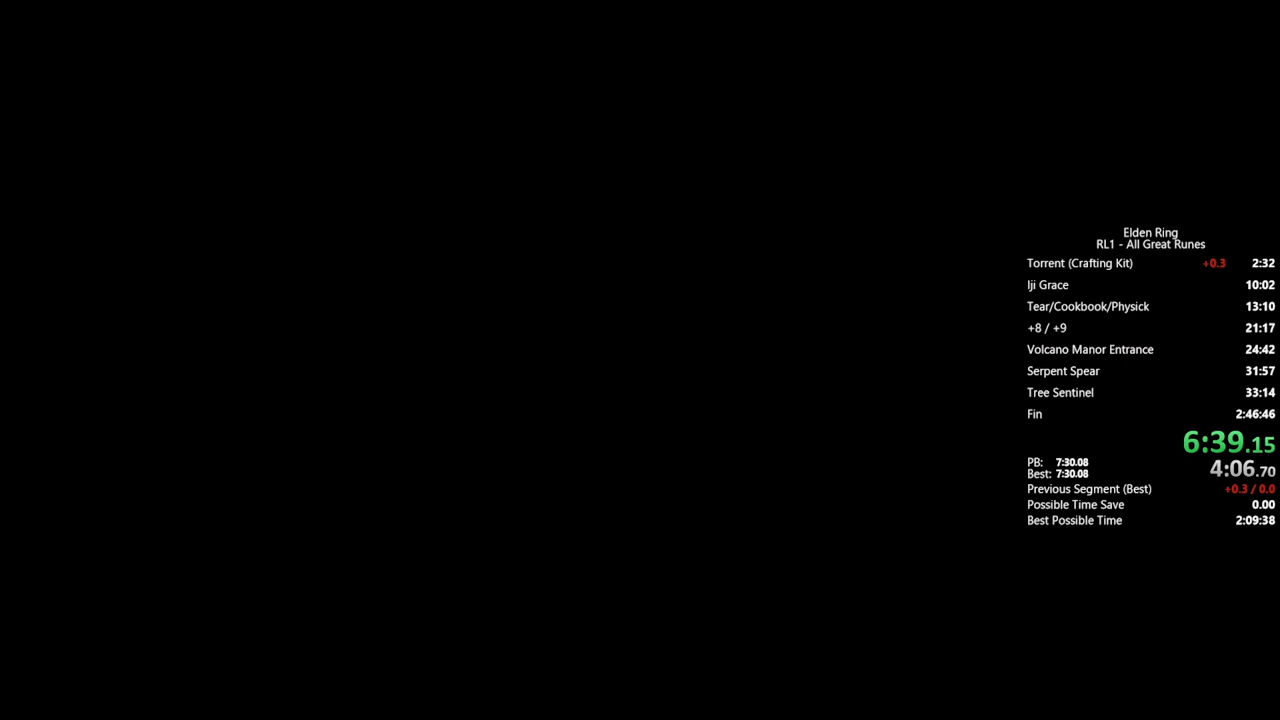 Elden Ring
RL1 - All Great Runes
Torrent (Crafting Kit) +0.3 2:32
Iji Grace 10:02
Tear/Cookbook/Physick 13:10
+8 / +9 21:17
Volcano Manor Entrance 24:42
Serpent Spear 31:57
Tree Sentinel 33:14
Fin 2:46:46
6:39.15
PB: 7:30.08 4:06.70
Best: 7:30.08
Previous Segment (Best) +0.3 / 0.0
Possible Time Save 0.00
Best Possible Time 2:09:38